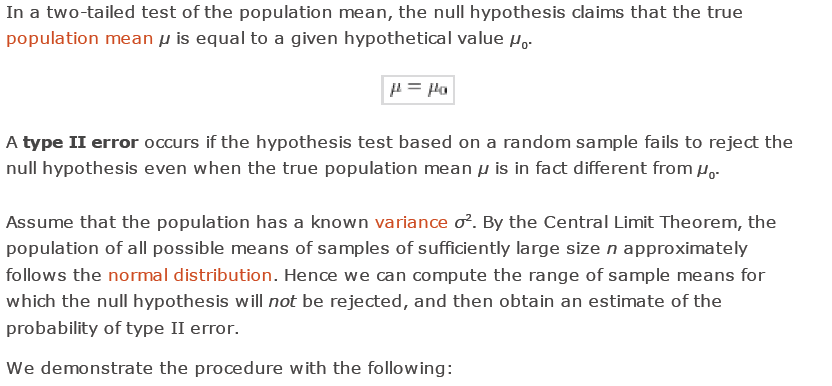 In a two-tailed test of the population mean, the null hypothesis claims that the true
population mean μ is equal to a given hypothetical value μ₀.
μ = μ₀
A type II error occurs if the hypothesis test based on a random sample fails to reject the
null hypothesis even when the true population mean μ is in fact different from μ₀.
Assume that the population has a known variance σ². By the Central Limit Theorem, the
population of all possible means of samples of sufficiently large size n approximately
follows the normal distribution. Hence we can compute the range of sample means for
which the null hypothesis will not be rejected, and then obtain an estimate of the
probability of type II error.
We demonstrate the procedure with the following: